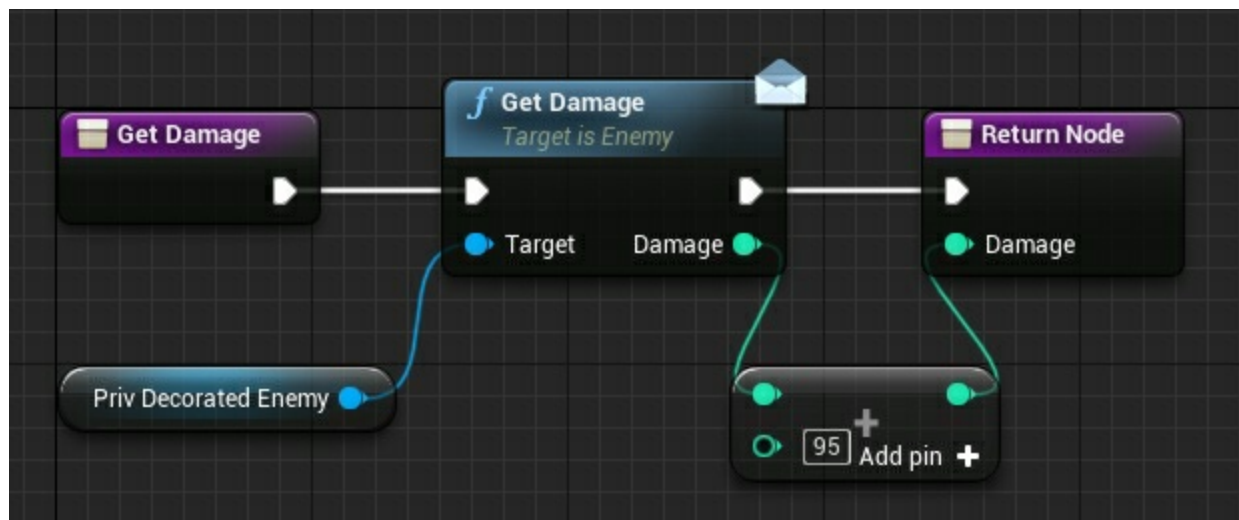 Get Damage
f Get Damage
Target is Enemy
Return Node
Target
Damage
Damage
Priv Decorated Enemy
95
Add pin +